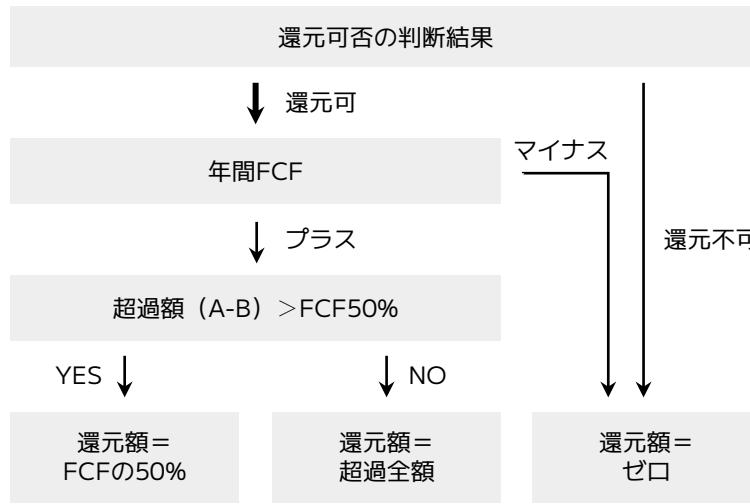 還元可否の判断結果
還元可
年間FCF
マイナス
プラス
還元不可
超過額（A-B）＞FCF50%
YES
NO
還元額＝
FCFの50%
還元額＝
超過全額
還元額＝
ゼロ